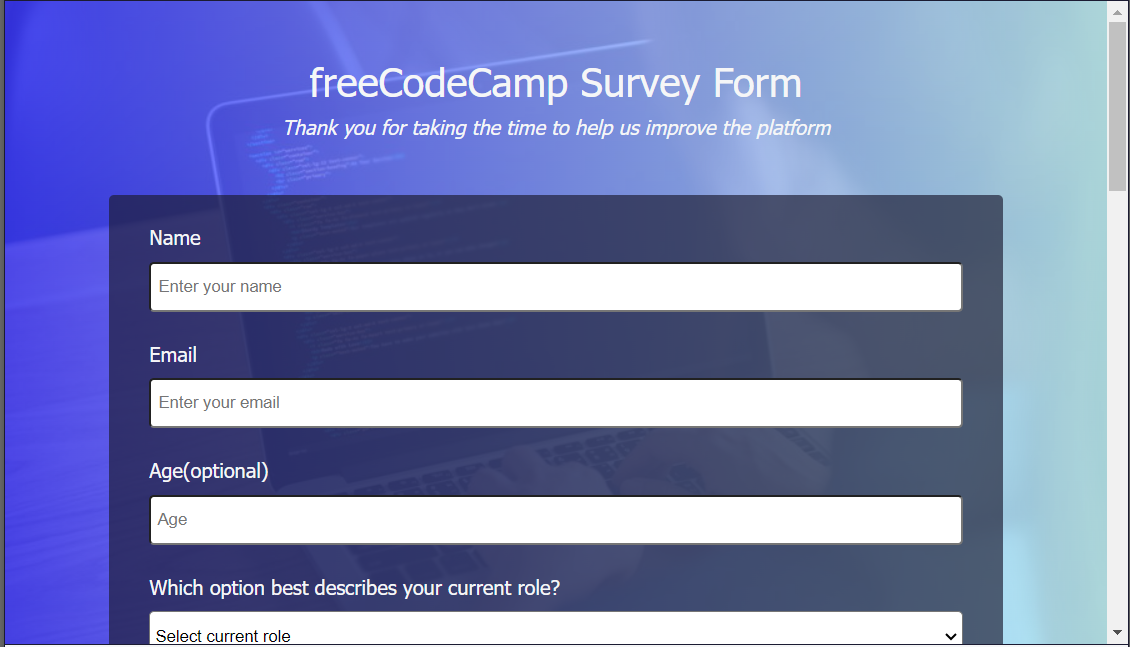 freeCodeCamp Survey Form
Thank you for taking the time to help us improve the platform
Name
Enter your name
Email
Enter your email
Age(optional)
Age
Which option best describes your current role?
Select current role